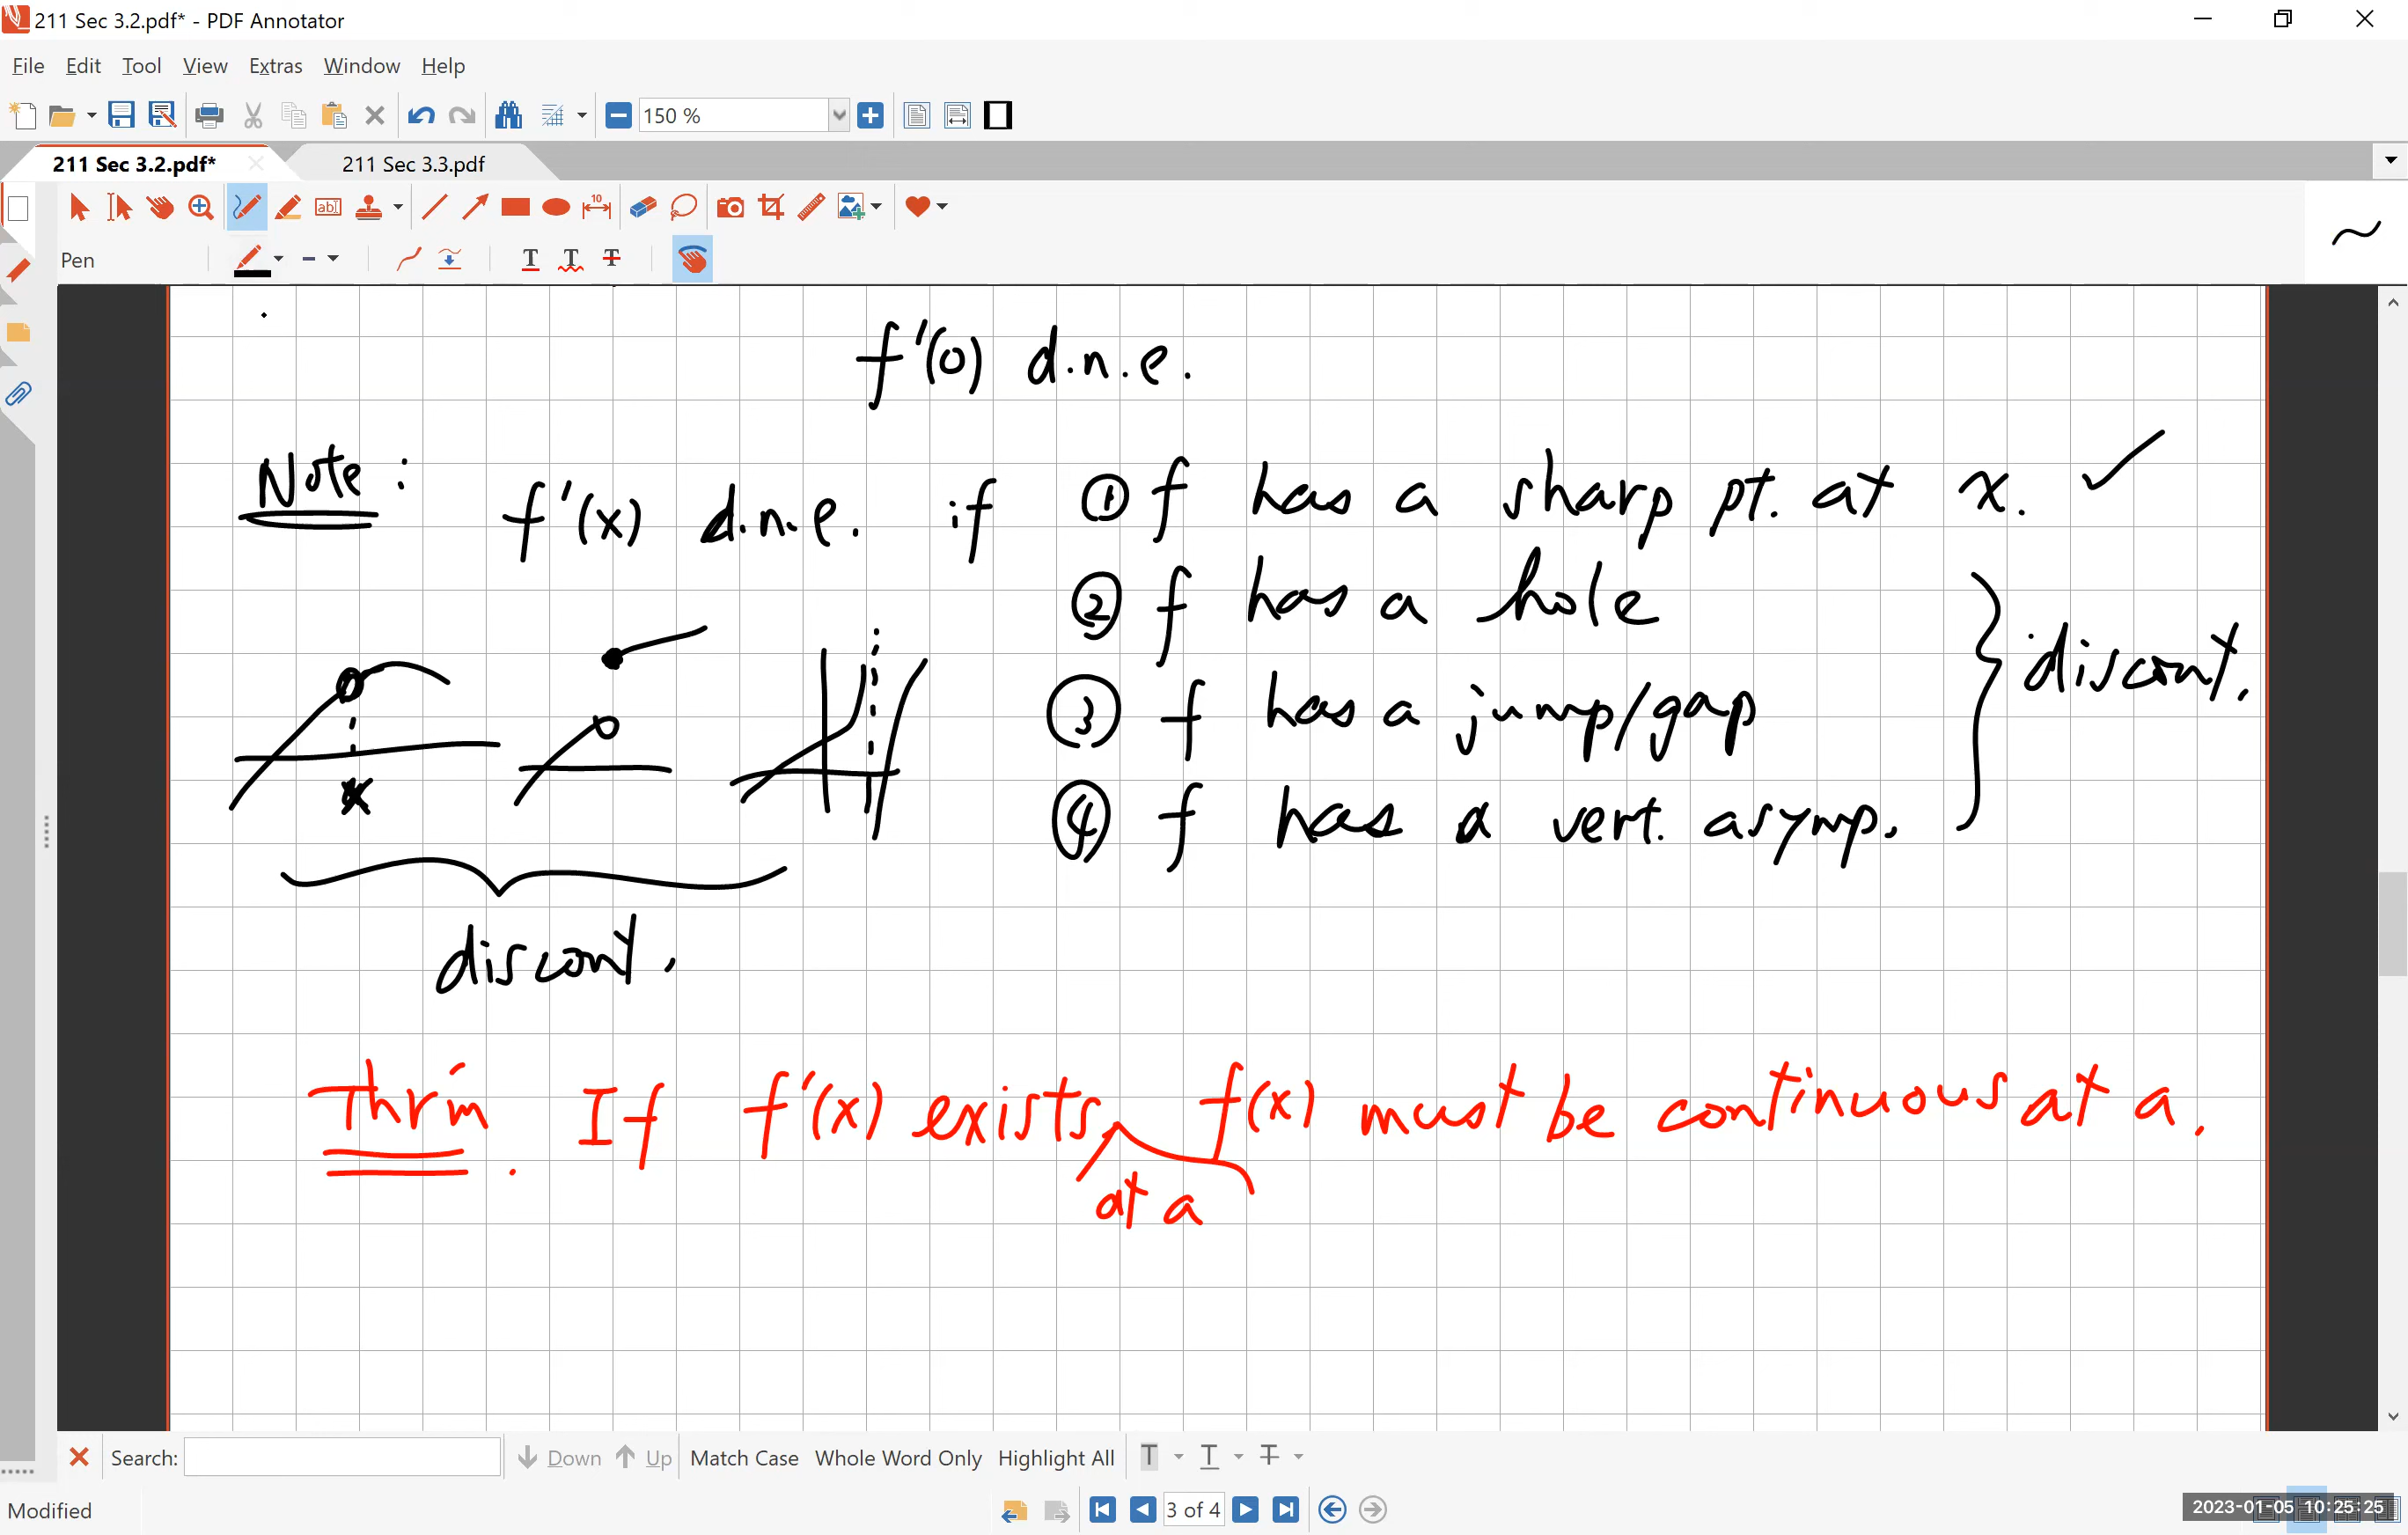 211 Sec 3.2.pdf* - PDF Annotator
File Edit Tool View Extras Window Help
150 %
211 Sec 3.2.pdf* 211 Sec 3.3.pdf
Pen
f'(0) d.n.e.
Note: f'(x) d.n.e. if ① f has a sharp pt. at x. ✓
② f has a hole
③ f has a jump/gap
④ f has a vert. asymp.
} discont.
x
discont.
Thm. If f'(x) exists at a f(x) must be continuous at a.
Search: Down Up Match Case Whole Word Only Highlight All
Modified 3 of 4 2023-01-05 10:25:25